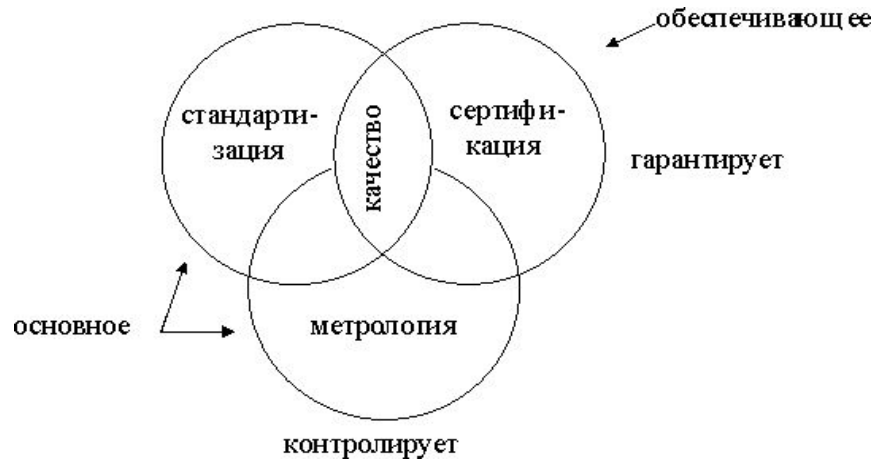 обеспечивающее
стандарти-
зация
качество
сертифи-
кация
гарантирует
основное
метрология
контролирует